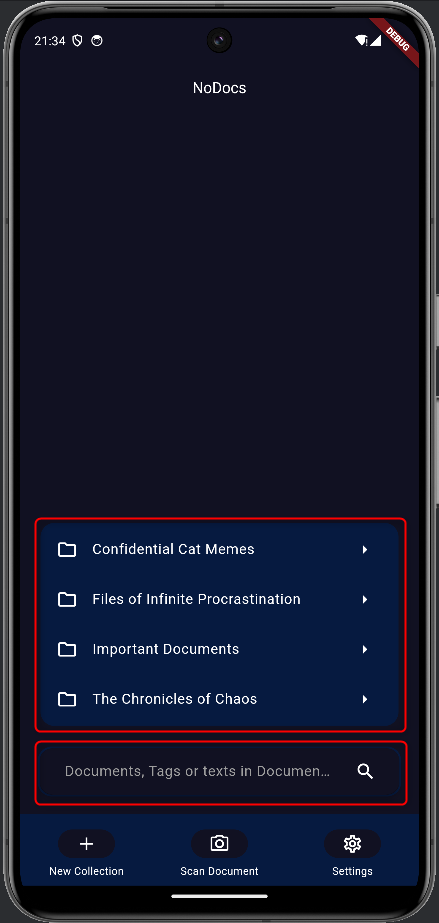 21:34
DEBUG
NoDocs
Confidential Cat Memes
Files of Infinite Procrastination
Important Documents
The Chronicles of Chaos
Documents, Tags or texts in Documen...
New Collection
Scan Document
Settings